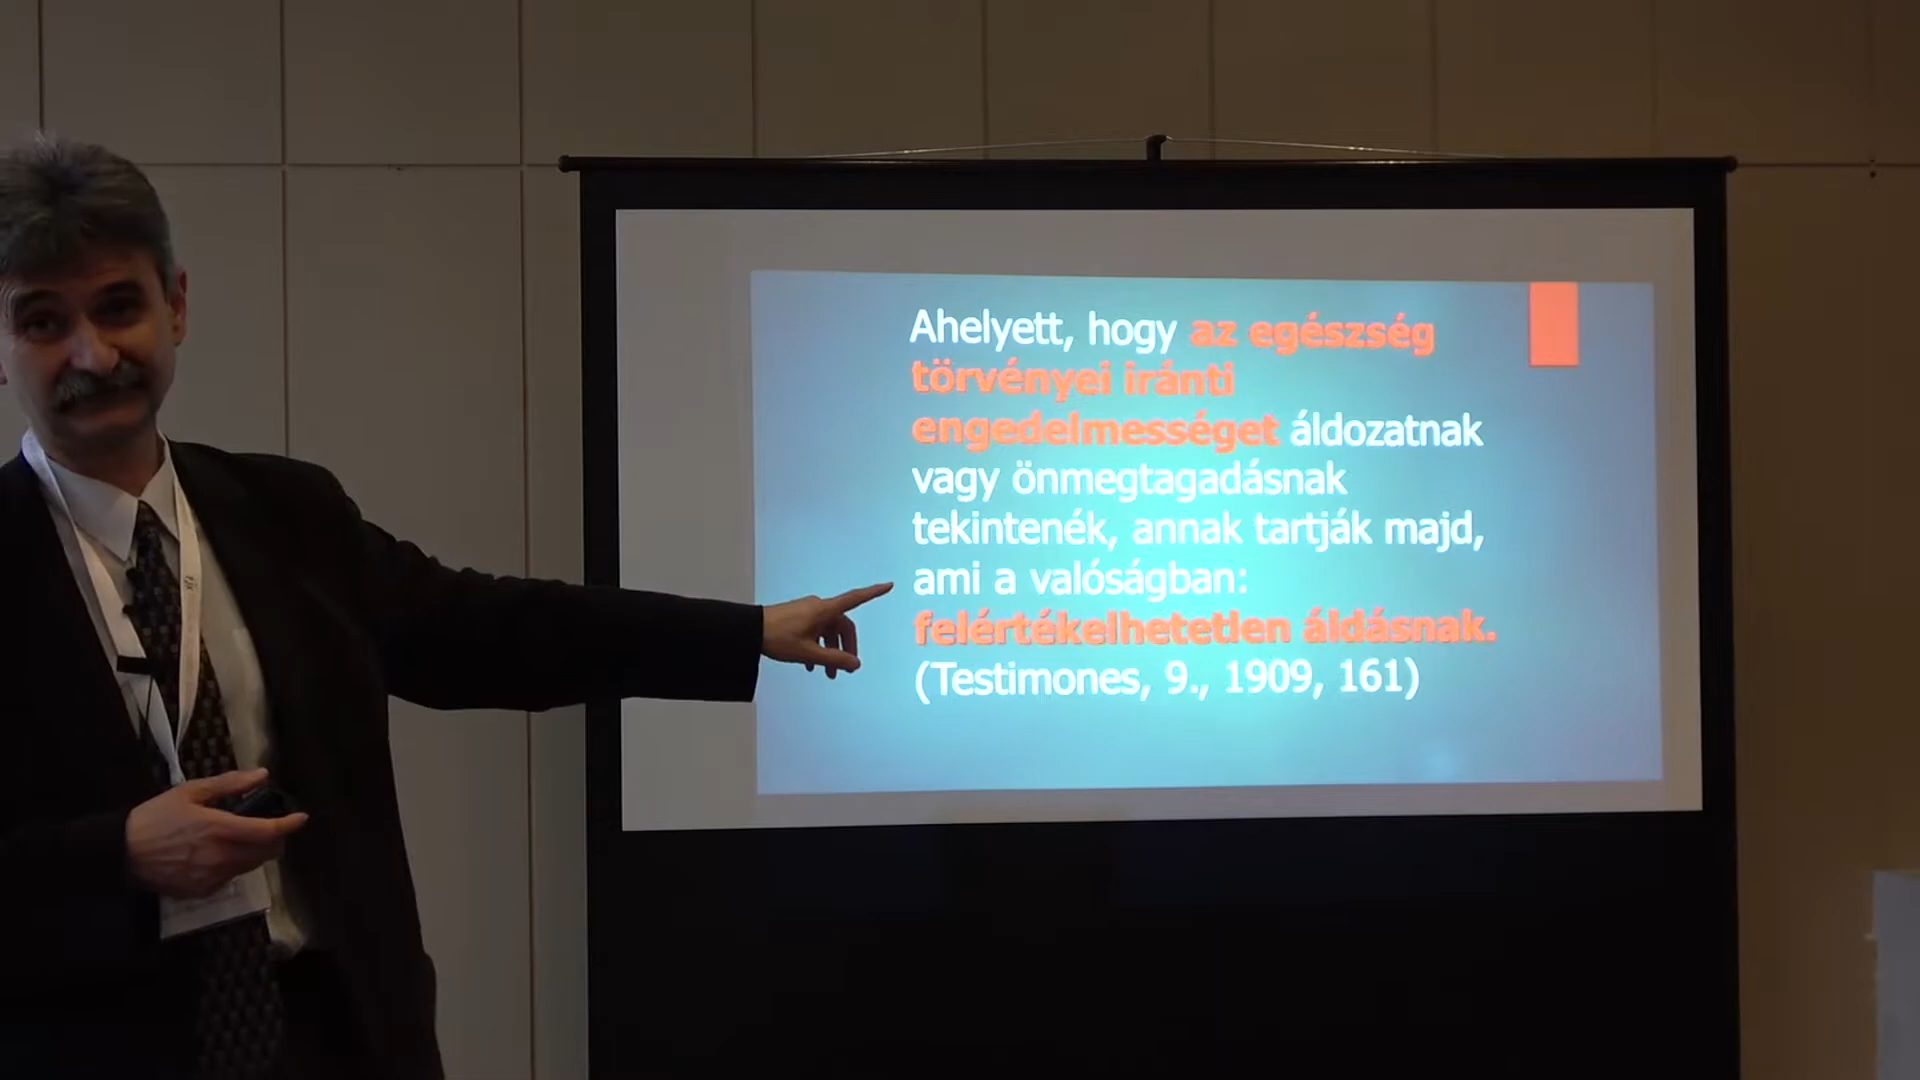 Ahelyett, hogy az egészség
törvényei iránti
engedelmességet áldozatnak
vagy önmegtagadásnak
tekintenék, annak tartják majd,
ami a valóságban:
felértékelhetetlen áldásnak.
(Testimones, 9., 1909, 161)